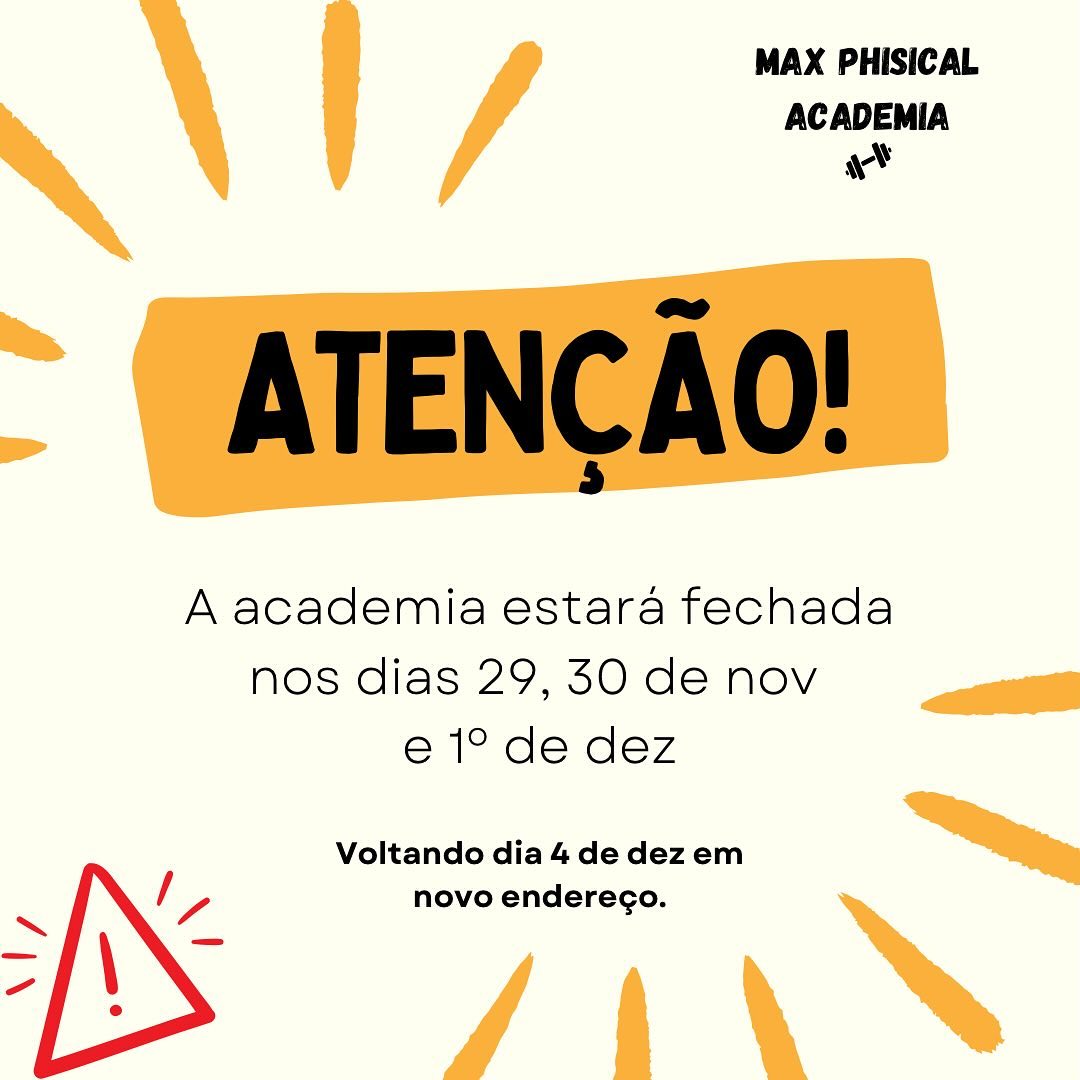 MAX PHISICAL
ACADEMIA
ATENÇÃO!
A academia estará fechada
nos dias 29, 30 de nov
e 1º de dez
Voltando dia 4 de dez em
novo endereço.